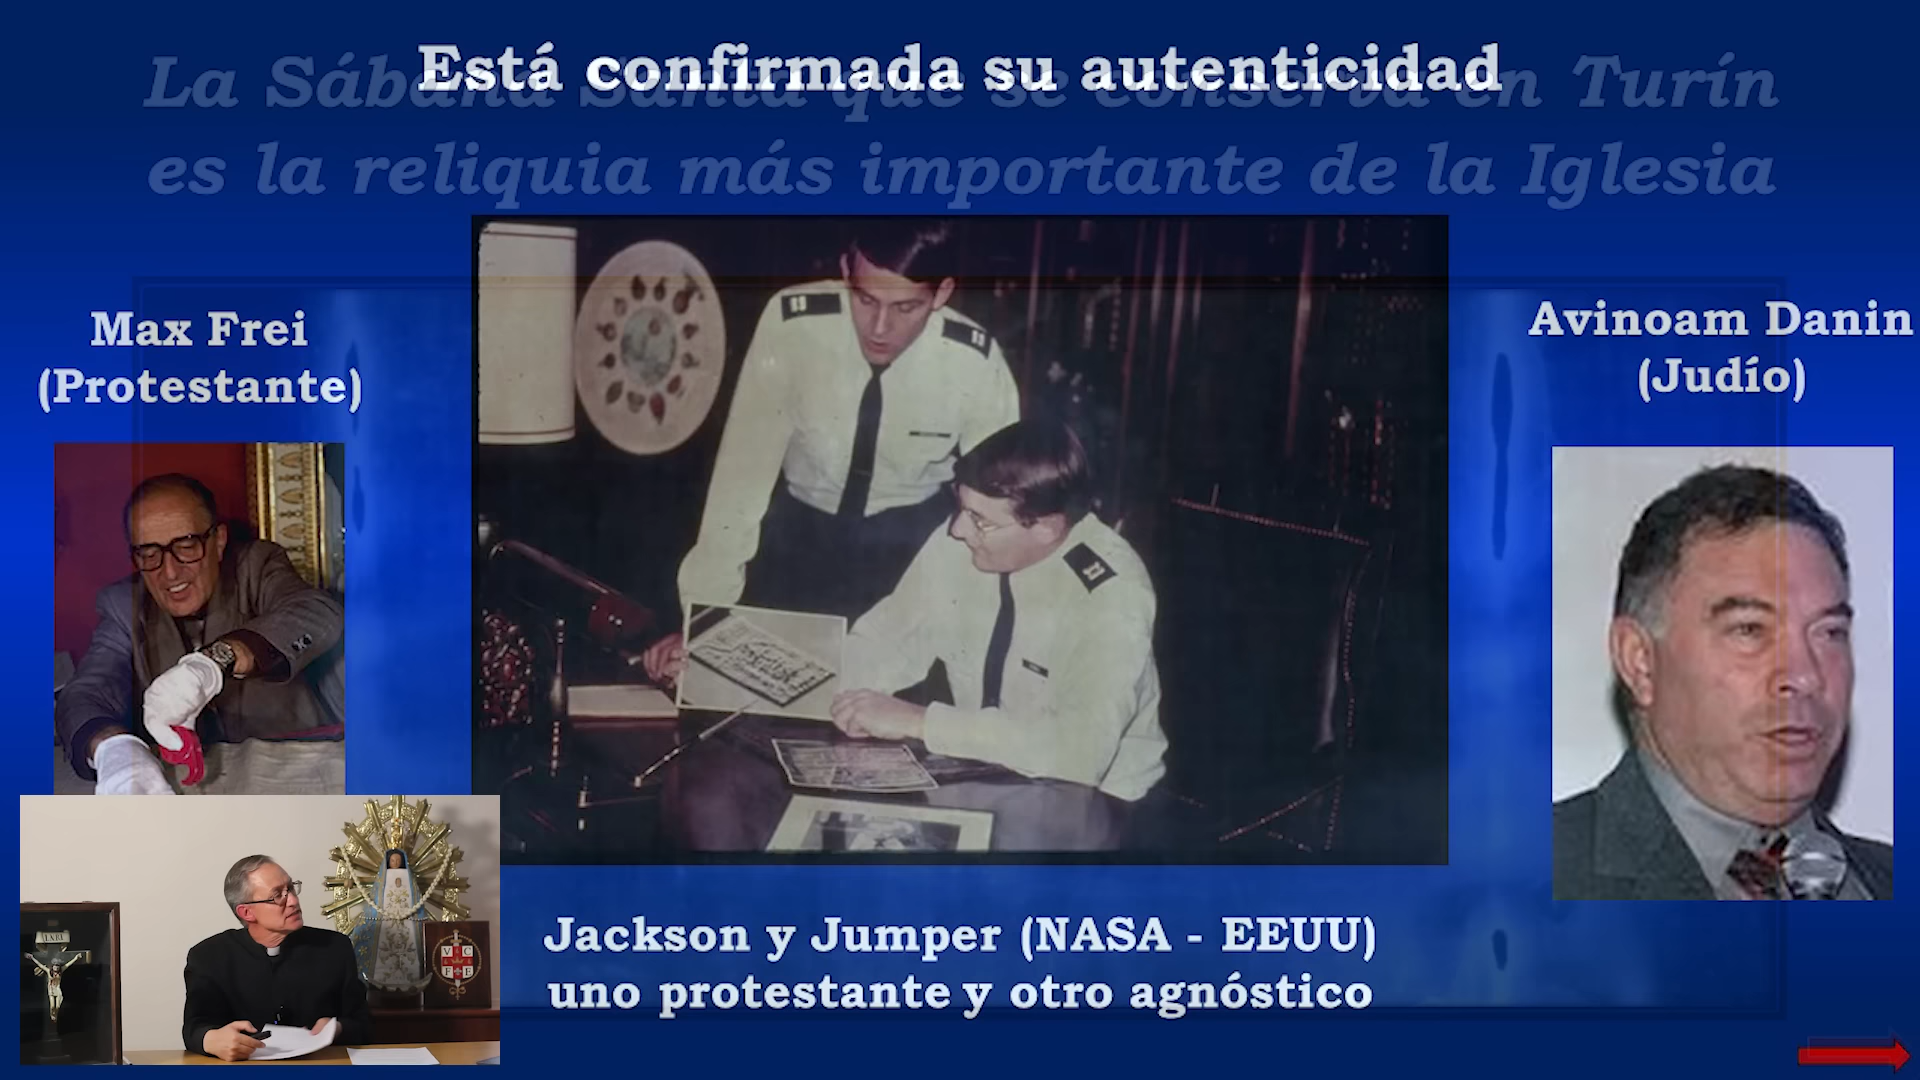 Está confirmada su autenticidad
La Sábana Santa que se conserva en Turín
es la reliquia más importante de la Iglesia
Max Frei
(Protestante)
Avinoam Danin
(Judío)
Jackson y Jumper (NASA - EEUU)
uno protestante y otro agnóstico
V C
F E